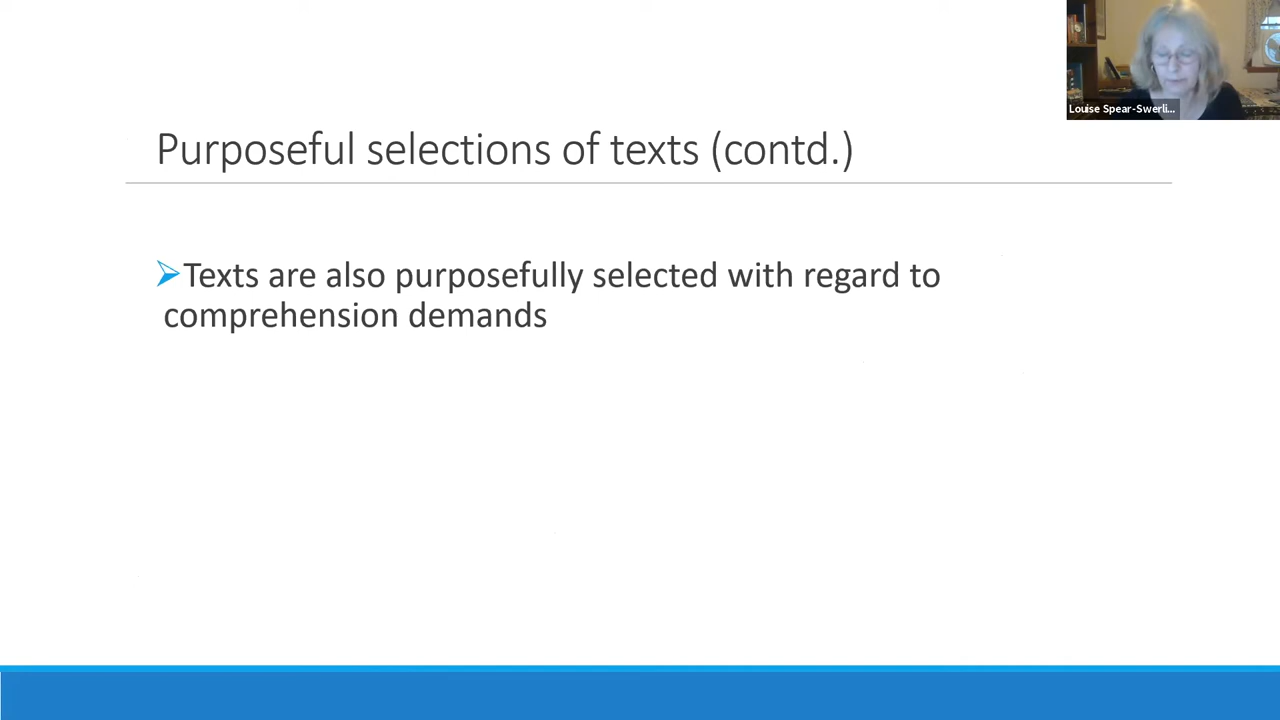 Louise Spear-Swerli...
Purposeful selections of texts (contd.)
Texts are also purposefully selected with regard to
comprehension demands